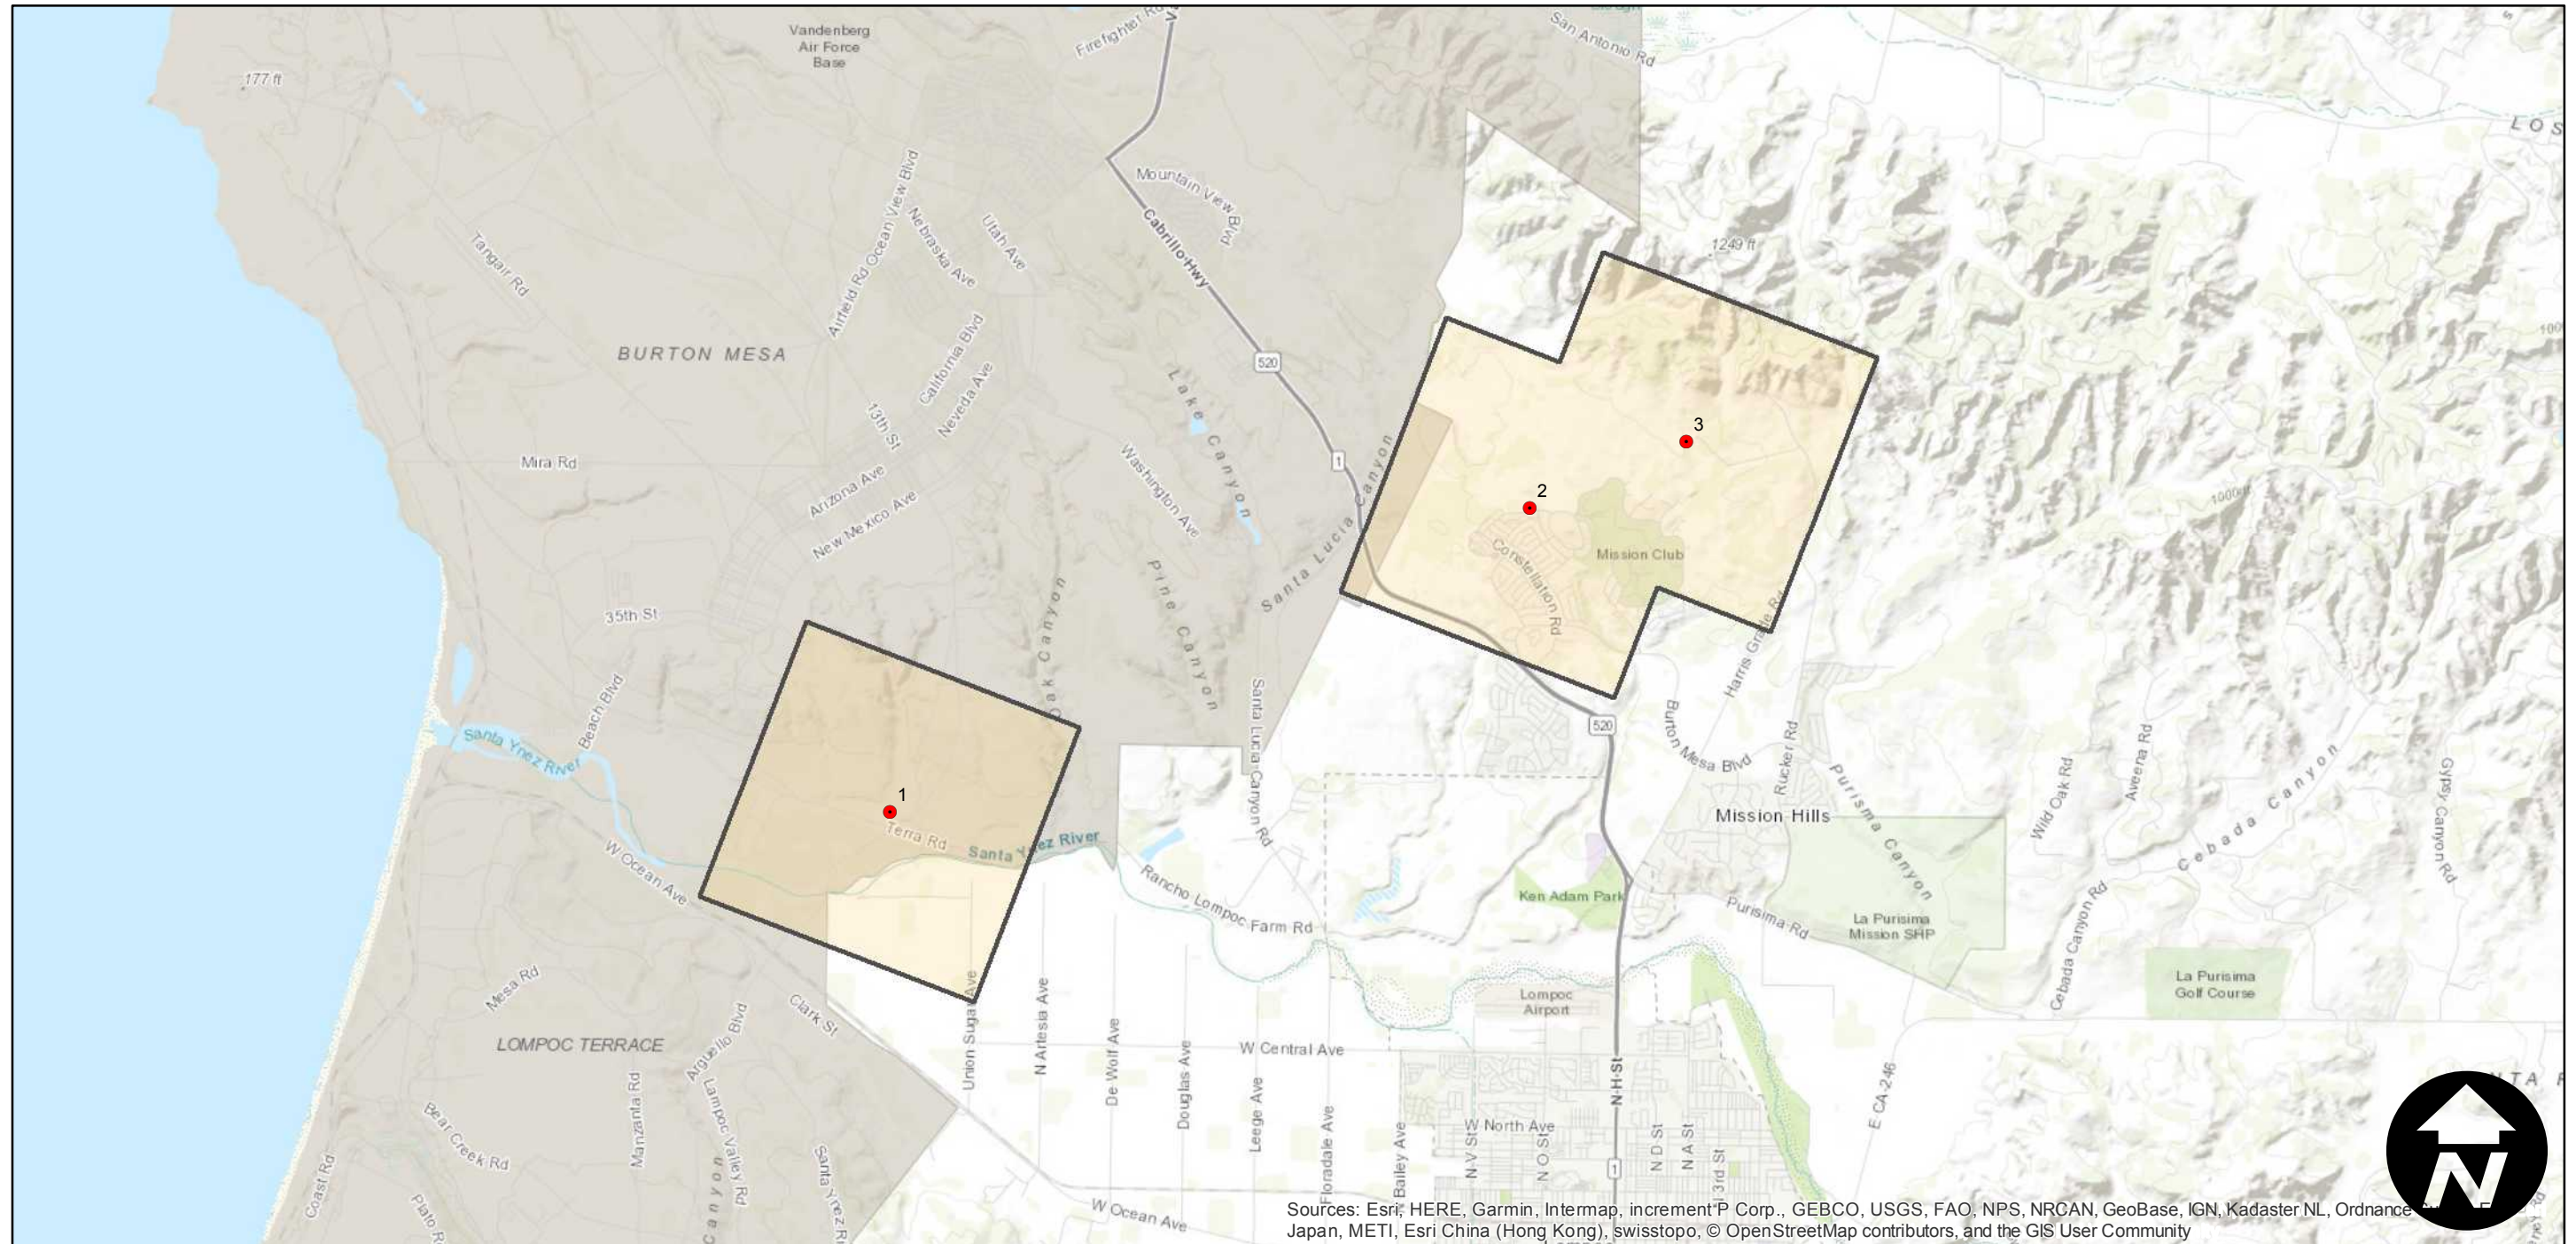 Vandenberg
Air Force
Base
Firefighter Rd
San Antonio Rd
177 ft
LOS
Mountain View Blvd
Airfield Rd
Ocean View Blvd
Nebraska Ave
Utah Ave
Cabrillo Hwy
Tangair Rd
1249 ft
BURTON MESA
California Blvd
Neveda Ave
520
Lake Canyon
13th St
3
Mira Rd
Arizona Ave
New Mexico Ave
Washington Ave
1
Santa Lucia Canyon
2
1000 ft
Constellation Rd
Mission Club
35th St
Oak Canyon
Pine Canyon
Harris Grade Rd
Beach Blvd
Santa Ynez River
Santa Lucia Canyon Rd
520
Burton Mesa Blvd
Rucker Rd
Purisima Canyon
Wild Oak Rd
Aveena Rd
Cebada Canyon
Gypsy Canyon Rd
1
Terra Rd
Santa Ynez River
Mission Hills
W Ocean Ave
Rancho Lompoc Farm Rd
Ken Adam Park
Purisima Rd
La Purisima
Mission SHP
Cebada Canyon Rd
La Purisima
Golf Course
Mesa Rd
Clark St
Union Sugar Ave
N Artesia Ave
Lompoc
Airport
LOMPOC TERRACE
Arguello Blvd
De Wolf Ave
Douglas Ave
W Central Ave
N H St
E CA-246
Leege Ave
Floradale Ave
Bailey Ave
Manzanta Rd
Lampoc Valley Rd
Bear Creek Rd
W North Ave
N V St
N O St
N D St
N A St
N 3rd St
1
Coast Rd
Plato R
Canyon
Santa Ynez R
W Ocean Ave
N
Sources: Esri, HERE, Garmin, Intermap, increment P Corp., GEBCO, USGS, FAO, NPS, NRCAN, GeoBase, IGN, Kadaster NL, Ordnance
Japan, METI, Esri China (Hong Kong), swisstopo, © OpenStreetMap contributors, and the GIS User Community